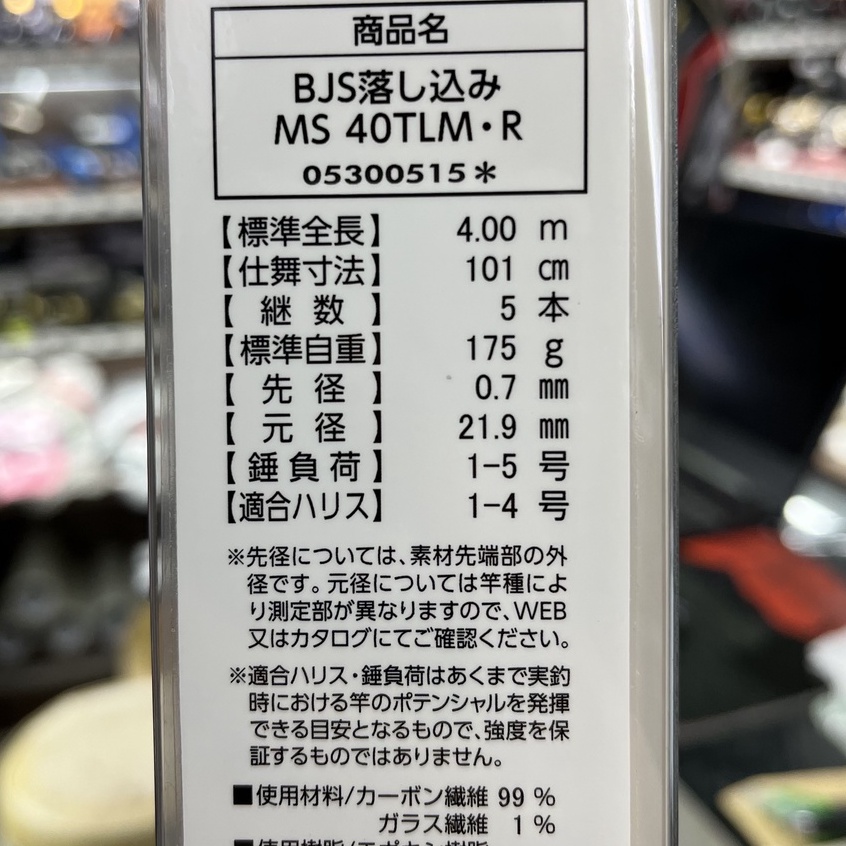 商品名
BJS落し込み
MS 40TLM・R
05300515＊
【標準全長】 4.00 m
【仕舞寸法】 101 cm
【継数】 5 本
【標準自重】 175 g
【先径】 0.7 mm
【元径】 21.9 mm
【錘負荷】 1-5 号
【適合ハリス】 1-4 号
※先径については、素材先端部の外
径です。元径については竿種によ
り測定部が異なりますので、WEB
又はカタログにてご確認ください。
※適合ハリス・錘負荷はあくまで実釣
時における竿のポテンシャルを発揮
できる目安となるもので、強度を保
証するものではありません。
■使用材料/カーボン繊維 99 %
ガラス繊維 1 %